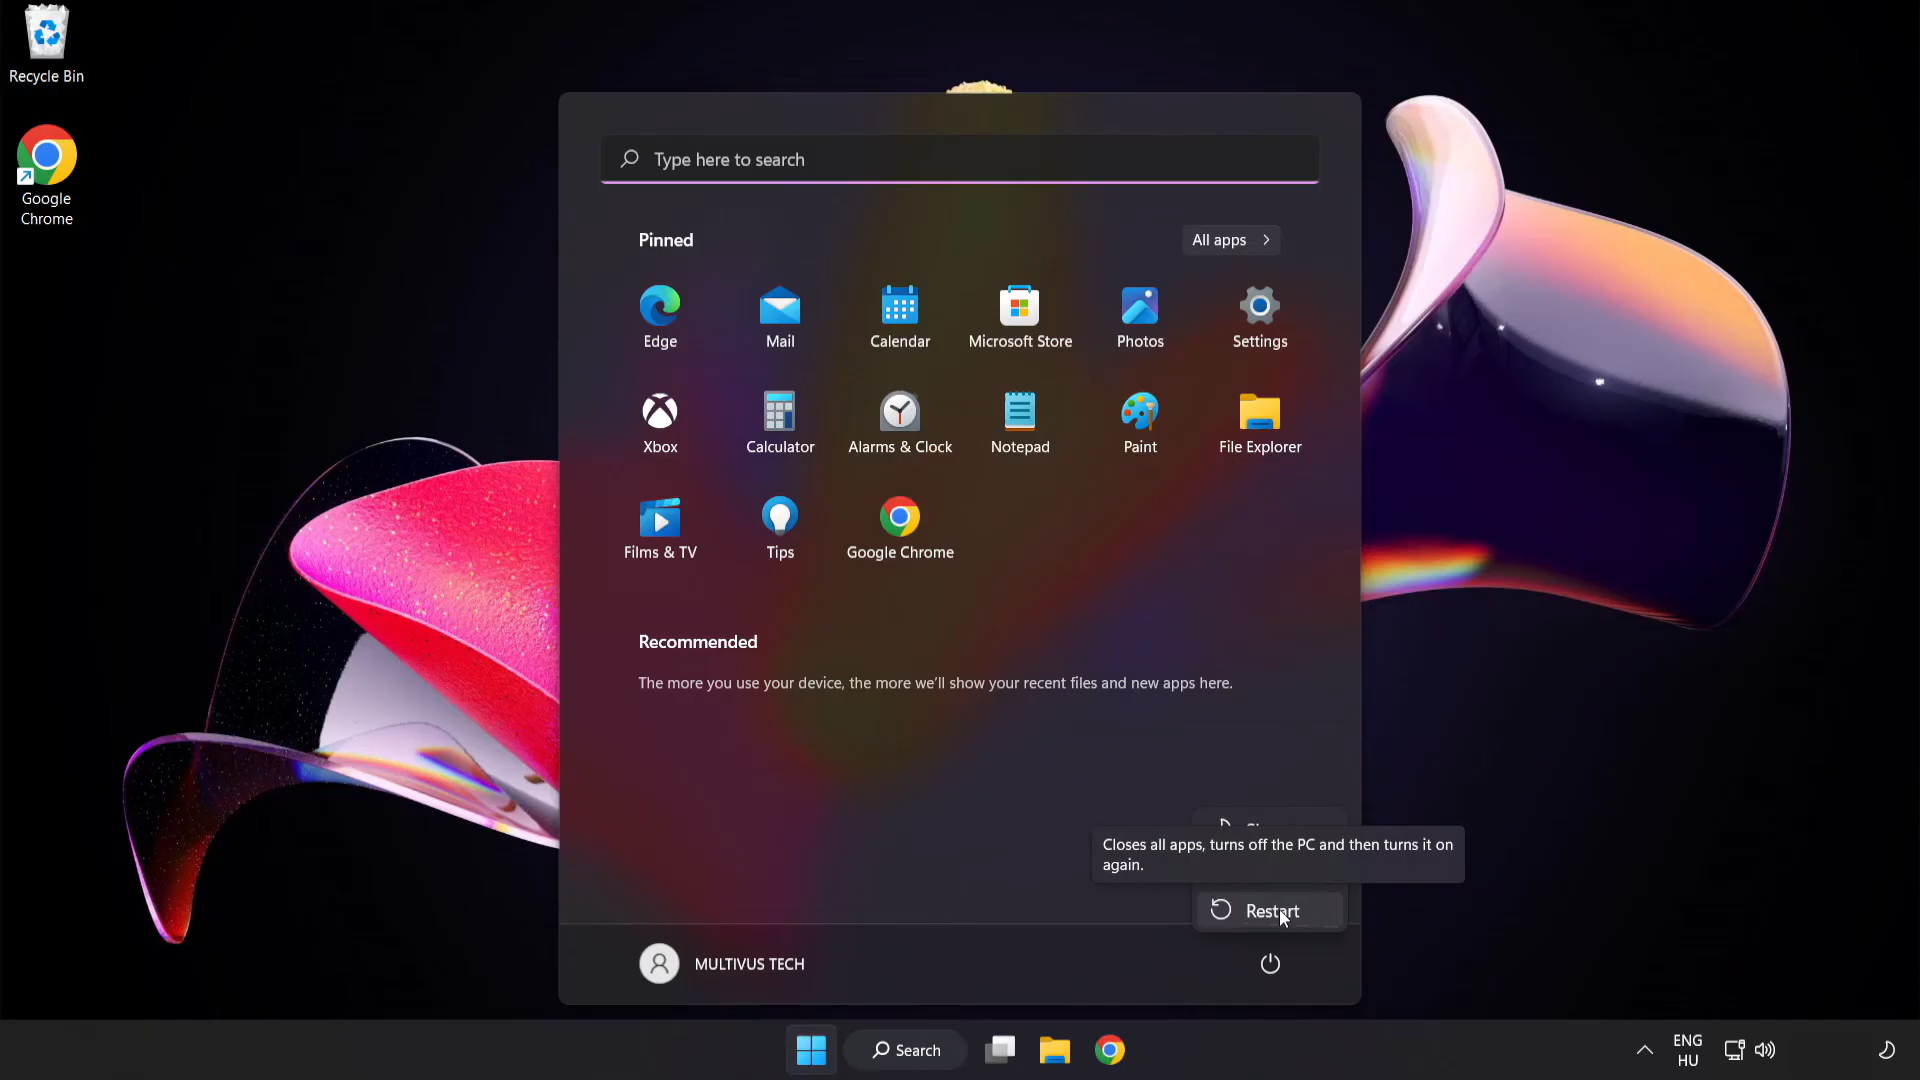 Recycle Bin
Google
Chrome
Type here to search
Pinned
All apps
Edge
Mail
Calendar
Microsoft Store
Photos
Settings
Xbox
Calculator
Alarms & Clock
Notepad
Paint
File Explorer
Films & TV
Tips
Google Chrome
Recommended
The more you use your device, the more we'll show your recent files and new apps here.
Closes all apps, turns off the PC and then turns it on
again.
Restart
MULTIVUS TECH
Search
ENG
HU